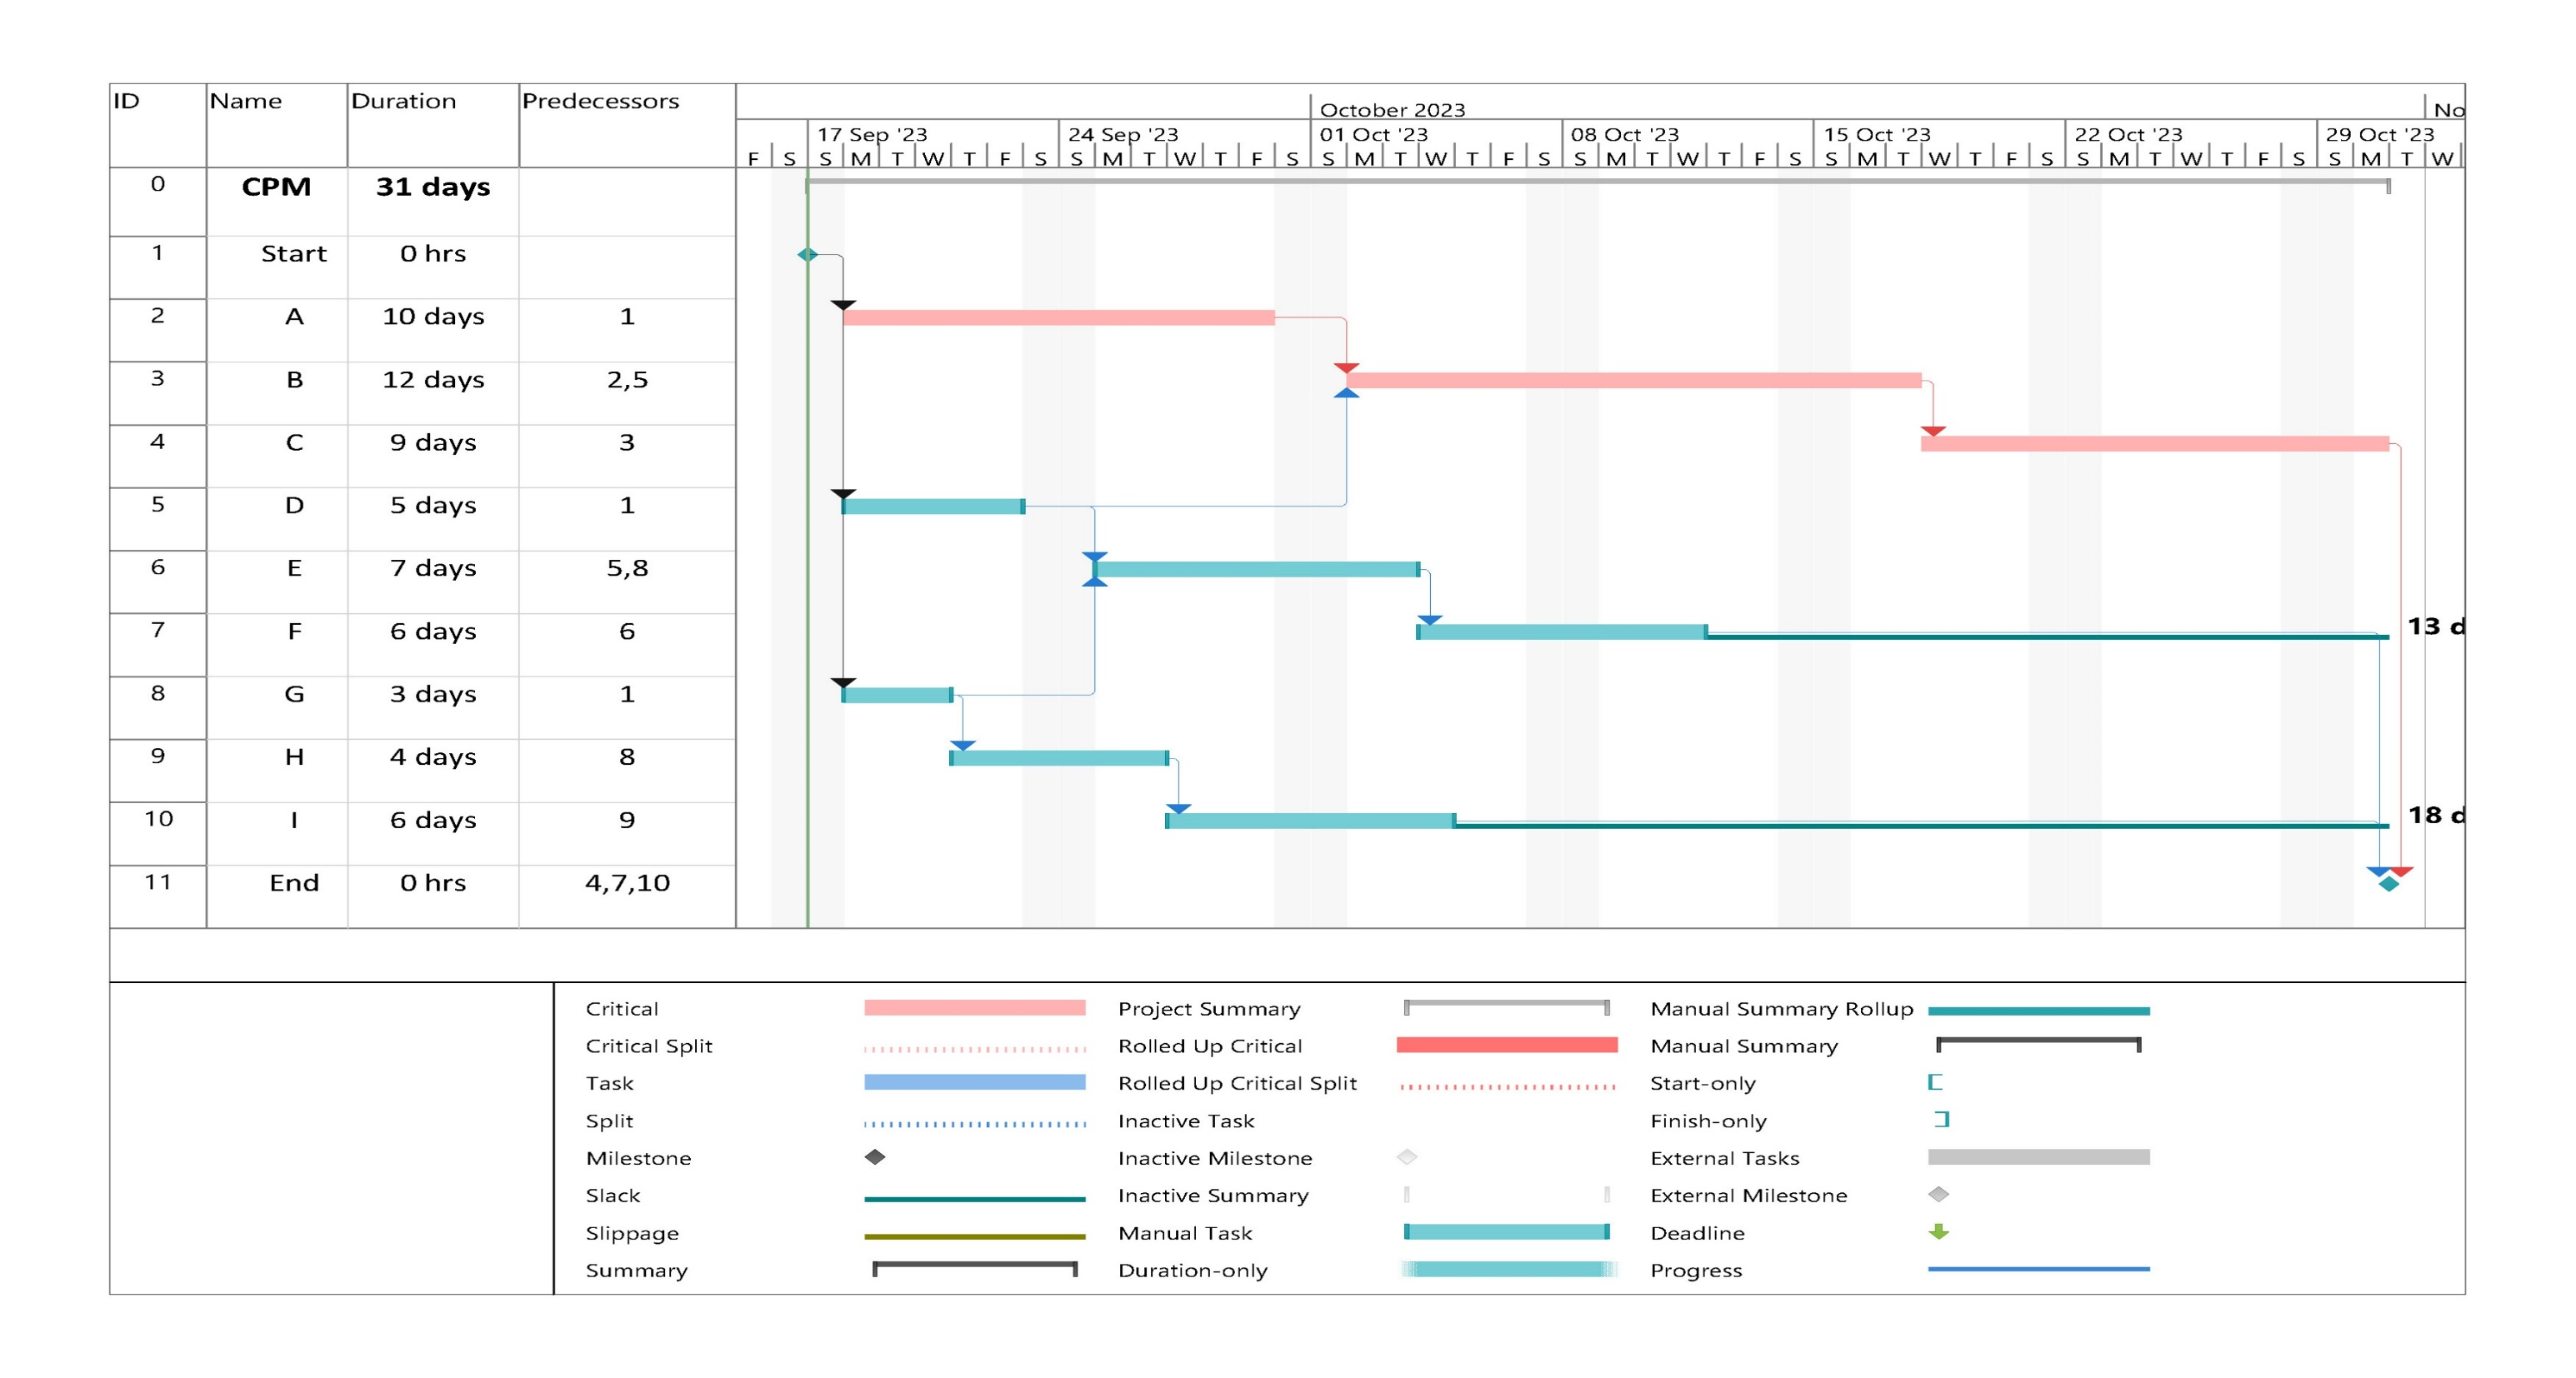 ID Name Duration Predecessors
October 2023 No
17 Sep '23 24 Sep '23 01 Oct '23 08 Oct '23 15 Oct '23 22 Oct '23 29 Oct '23
F S S M T W T F S S M T W T F S S M T W T F S S M T W T F S S M T W T F S S M T W T F S S M T W
0 CPM 31 days
1 Start 0 hrs
2 A 10 days 1
3 B 12 days 2,5
4 C 9 days 3
5 D 5 days 1
6 E 7 days 5,8
7 F 6 days 6 13 d
8 G 3 days 1
9 H 4 days 8
10 I 6 days 9 18 d
11 End 0 hrs 4,7,10
Critical Project Summary Manual Summary Rollup
Critical Split Rolled Up Critical Manual Summary
Task Rolled Up Critical Split Start-only
Split Inactive Task Finish-only
Milestone Inactive Milestone External Tasks
Slack Inactive Summary External Milestone
Slippage Manual Task Deadline
Summary Duration-only Progress